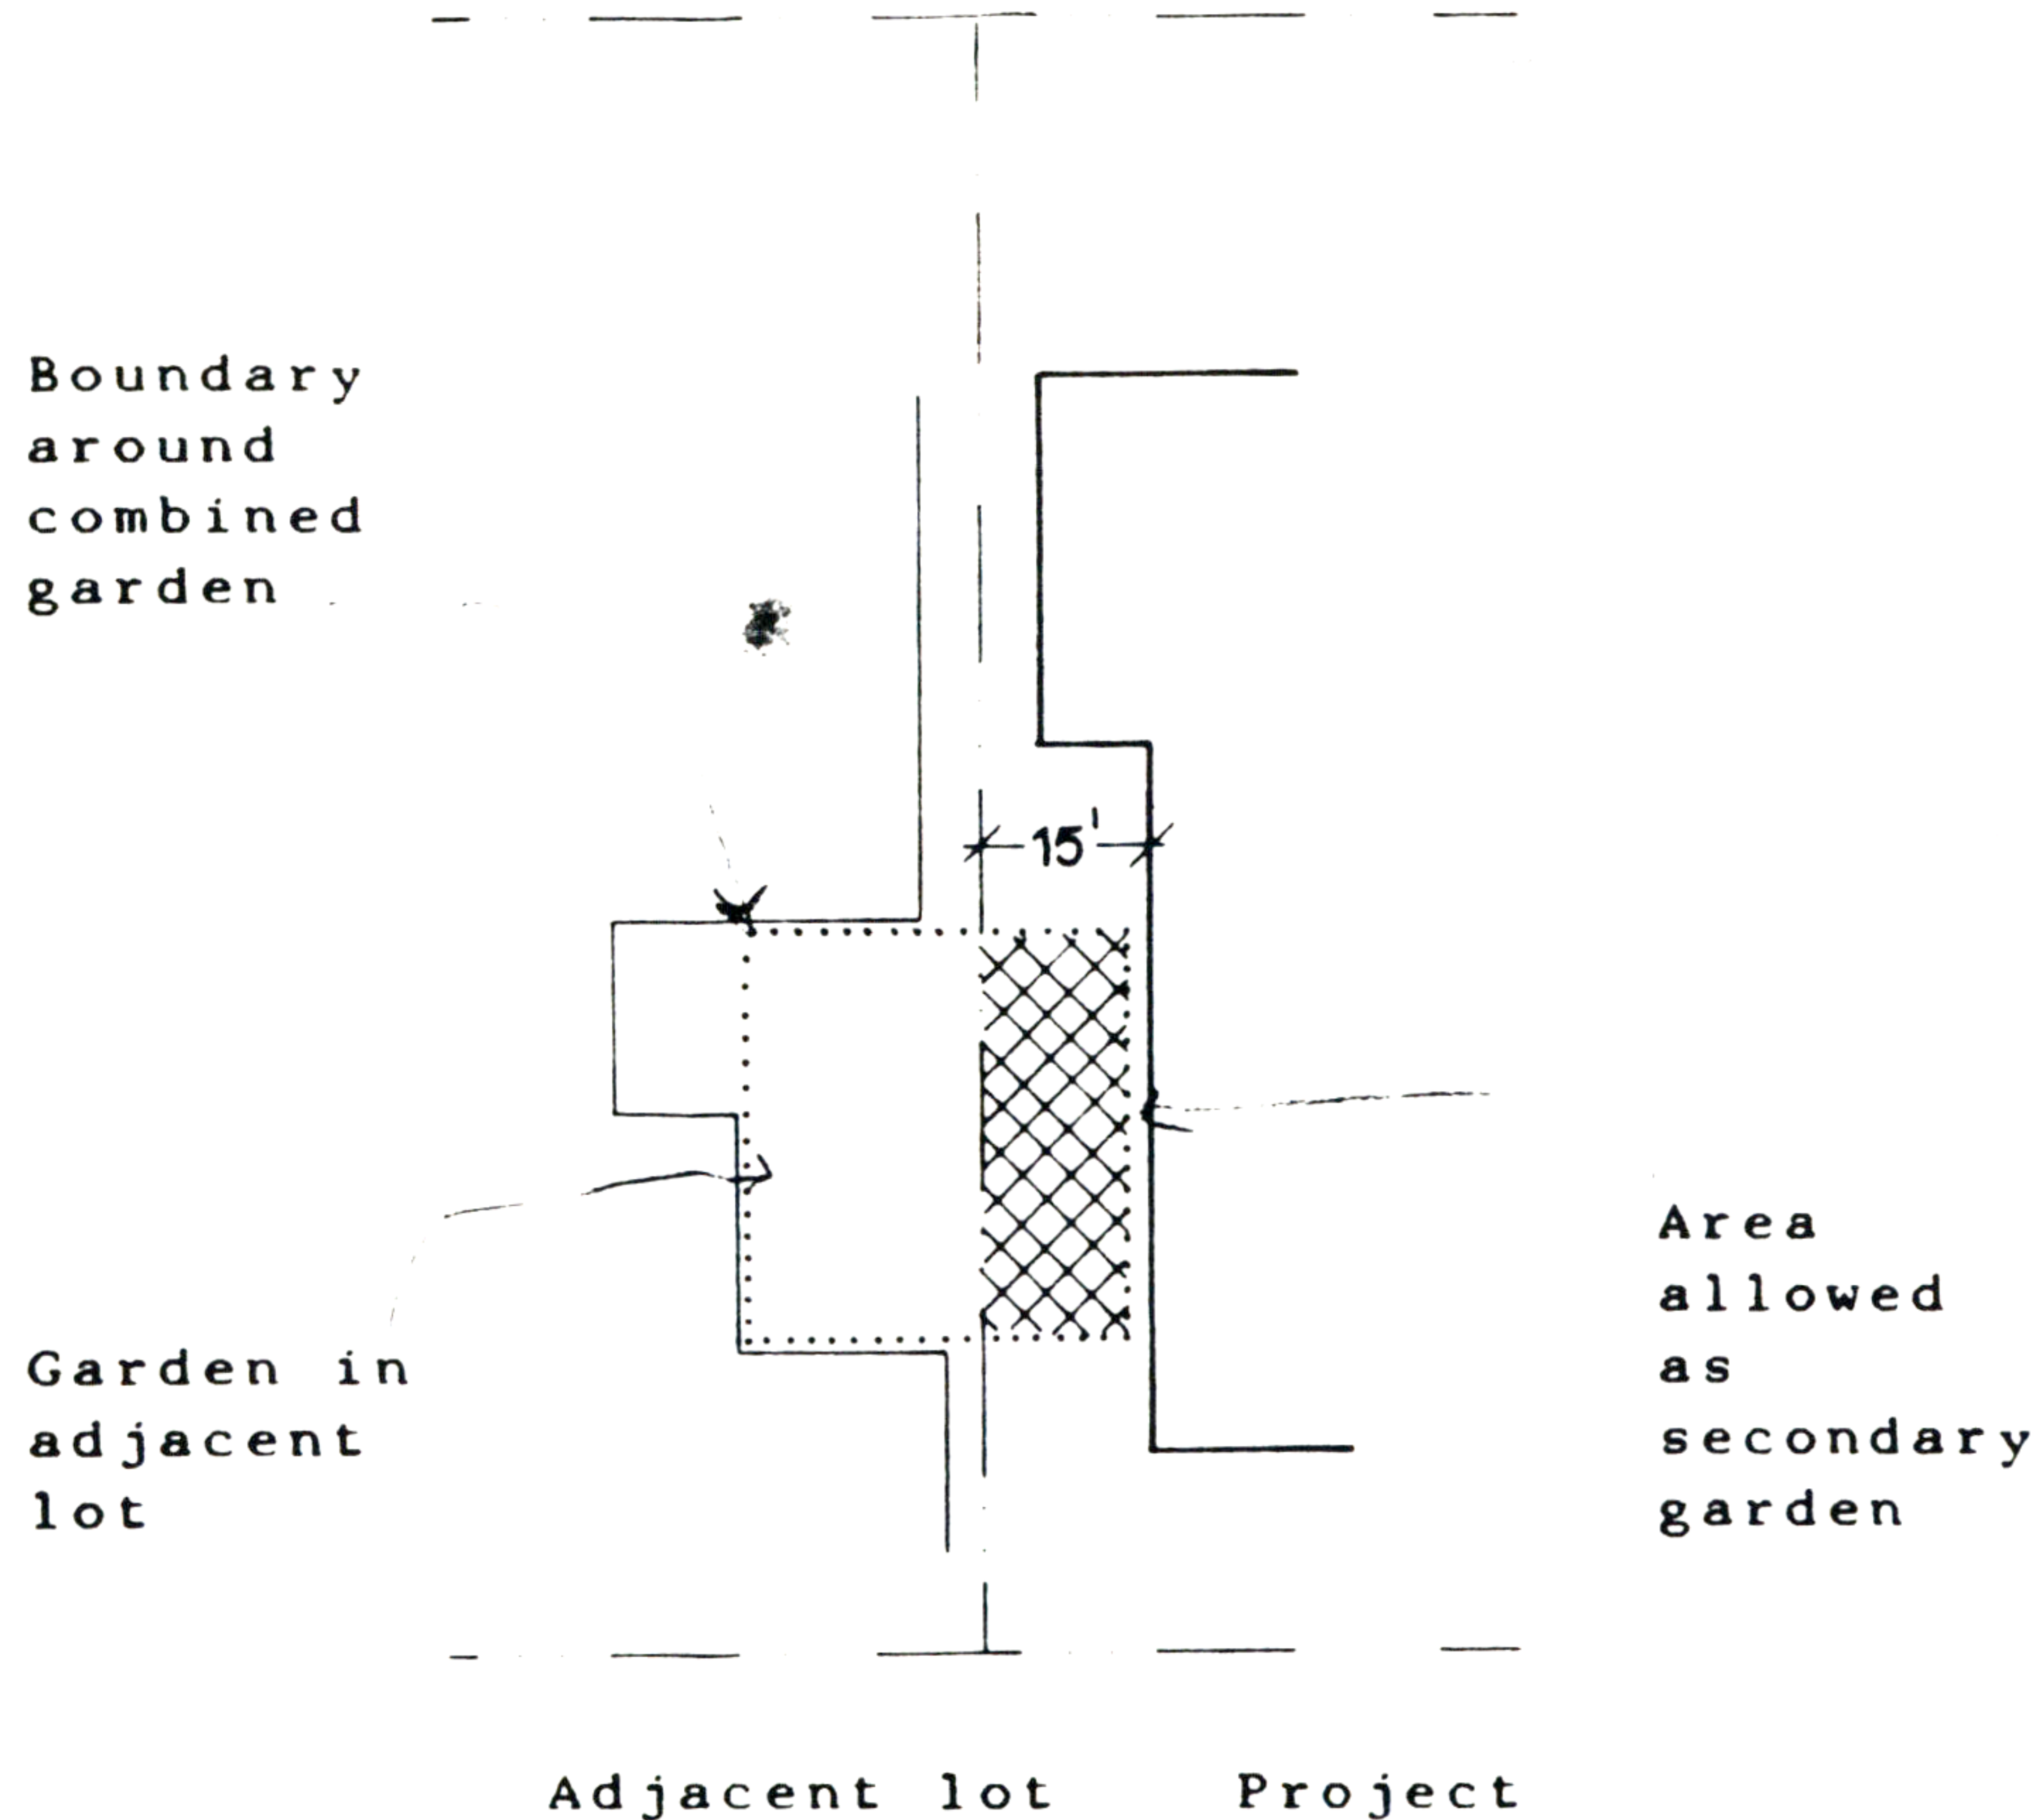 Boundary
around
combined
garden
15'
Garden in
adjacent
lot
Area
allowed
as
secondary
garden
Adjacent lot
Project